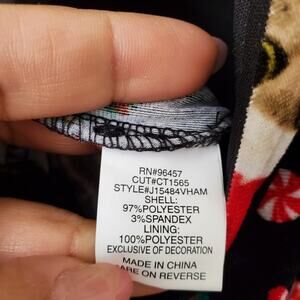 RN#96457
CUT#CT1565
STYLE#J15484VHAM
SHELL:
97%POLYESTER
3%SPANDEX
LINING:
100%POLYESTER
EXCLUSIVE OF DECORATION
MADE IN CHINA
ARE ON REVERSE